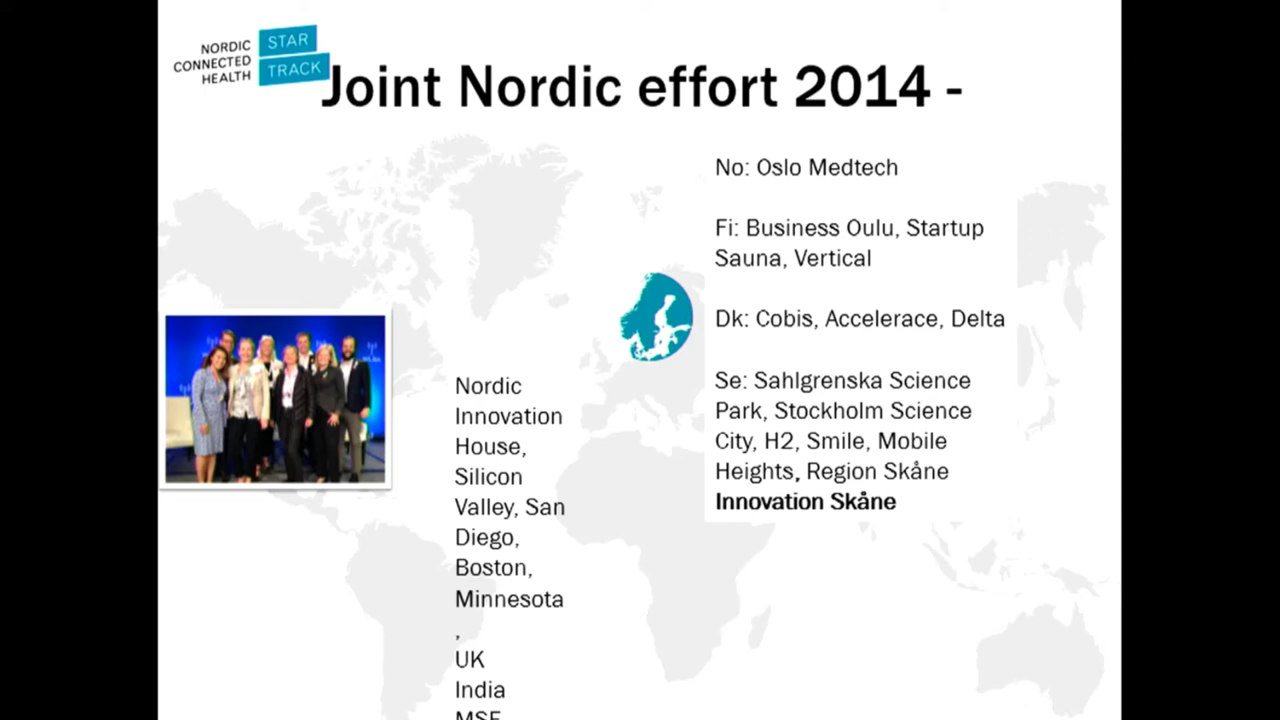 NORDIC
CONNECTED
HEALTH
STAR
TRACK
Joint Nordic effort 2014 -
No: Oslo Medtech
Fi: Business Oulu, Startup
Sauna, Vertical
Dk: Cobis, Accelerace, Delta
Se: Sahlgrenska Science
Park, Stockholm Science
City, H2, Smile, Mobile
Heights, Region Skåne
Innovation Skåne
Nordic
Innovation
House,
Silicon
Valley, San
Diego,
Boston,
Minnesota
,
UK
India